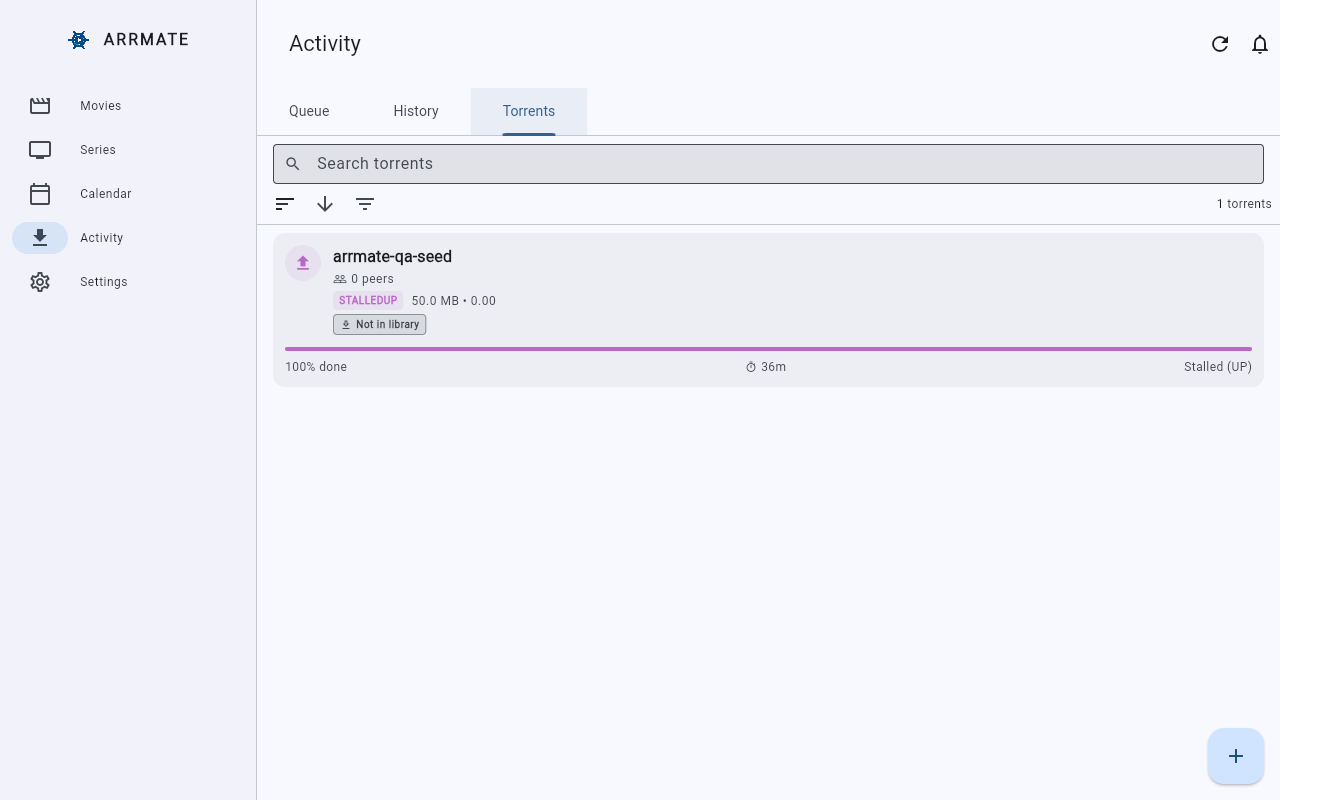 ARRMATE
Movies
Series
Calendar
Activity
Settings
Activity
Queue
History
Torrents
Search torrents
1 torrents
arrmate-qa-seed
0 peers
STALLEDUP 50.0 MB • 0.00
Not in library
100% done 36m Stalled (UP)